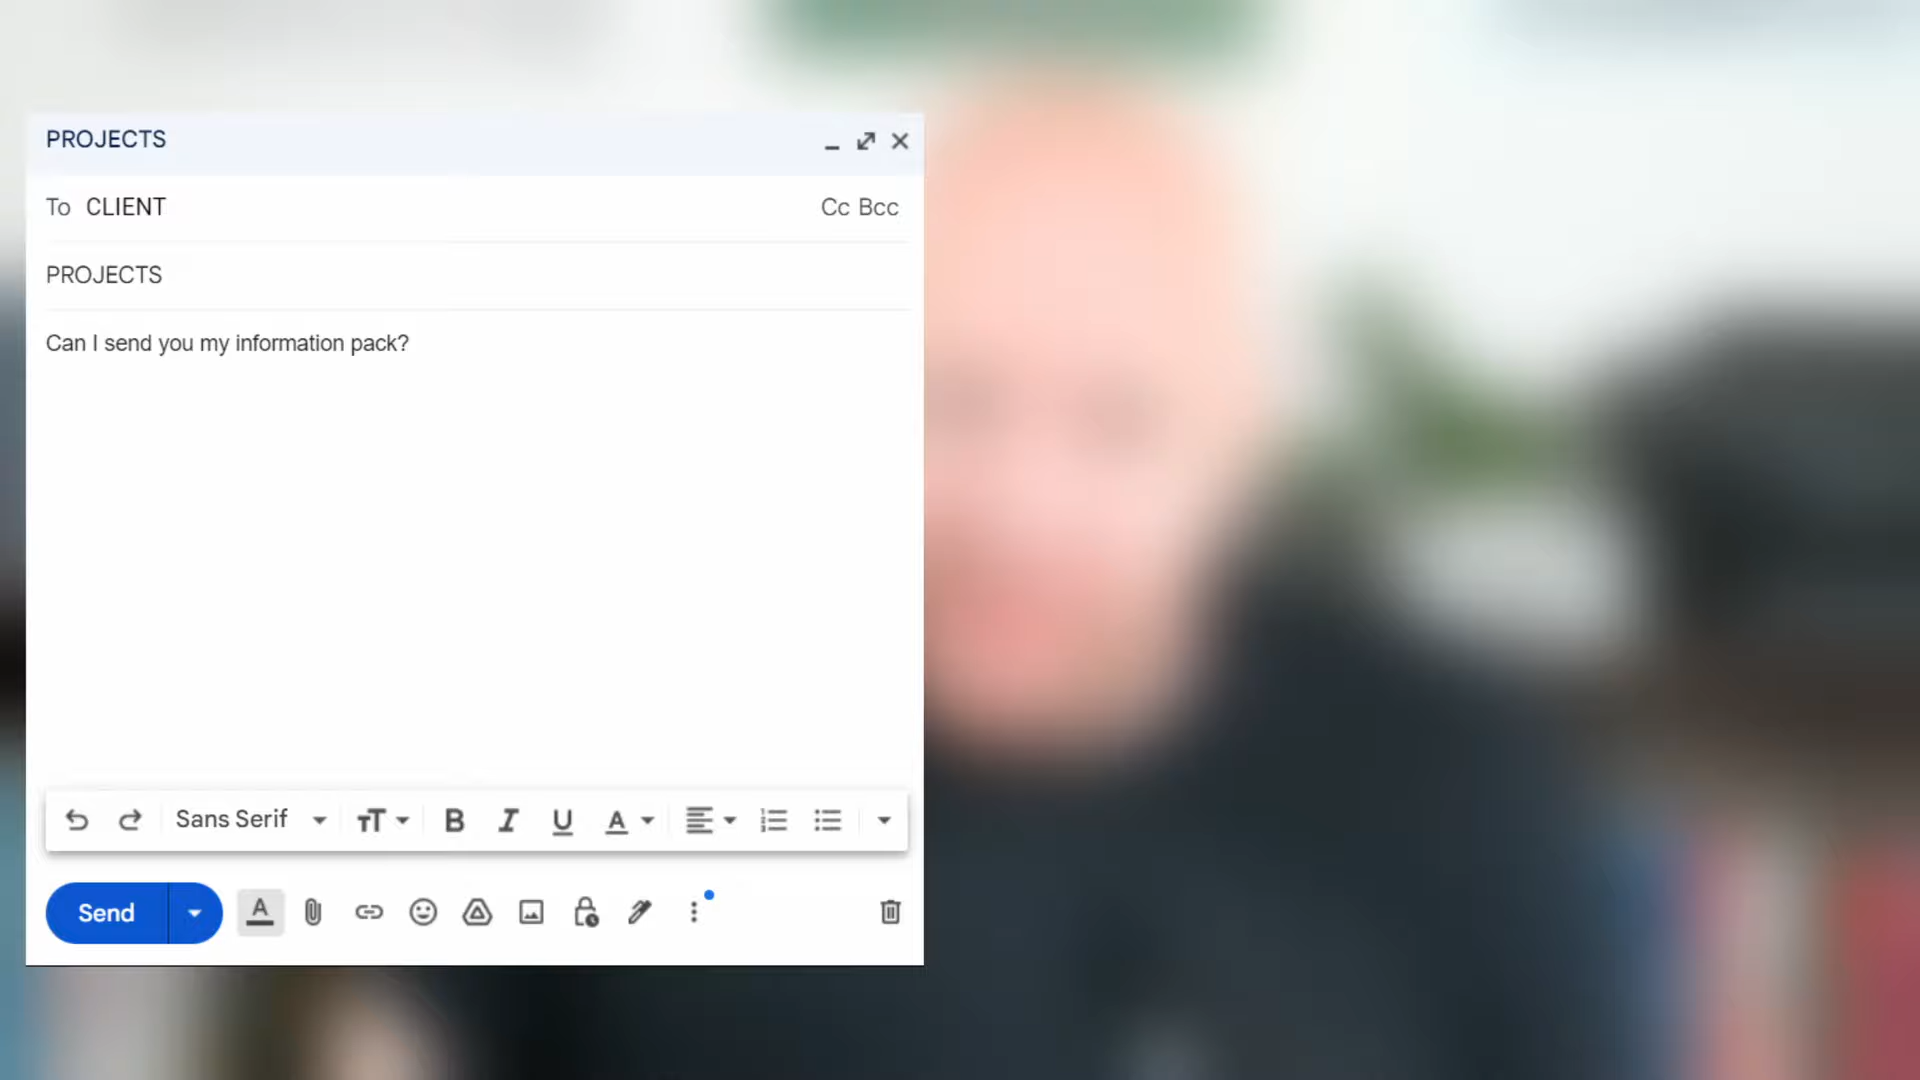 PROJECTS
To CLIENT Cc Bcc
PROJECTS
Can I send you my information pack?
Sans Serif
Send